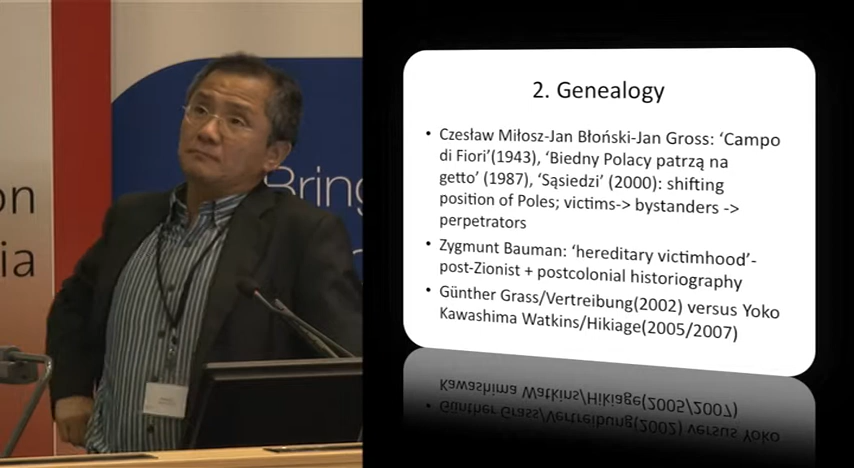 on
ia
Bring
2. Genealogy
• Czesław Miłosz-Jan Błoński-Jan Gross: ‘Campo
di Fiori’(1943), ‘Biedny Polacy patrzą na
getto’ (1987), ‘Sąsiedzi’ (2000): shifting
position of Poles; victims-> bystanders ->
perpetrators
• Zygmunt Bauman: ‘hereditary victimhood’-
post-Zionist + postcolonial historiography
• Günther Grass/Vertreibung(2002) versus Yoko
Kawashima Watkins/Hikiage(2005/2007)